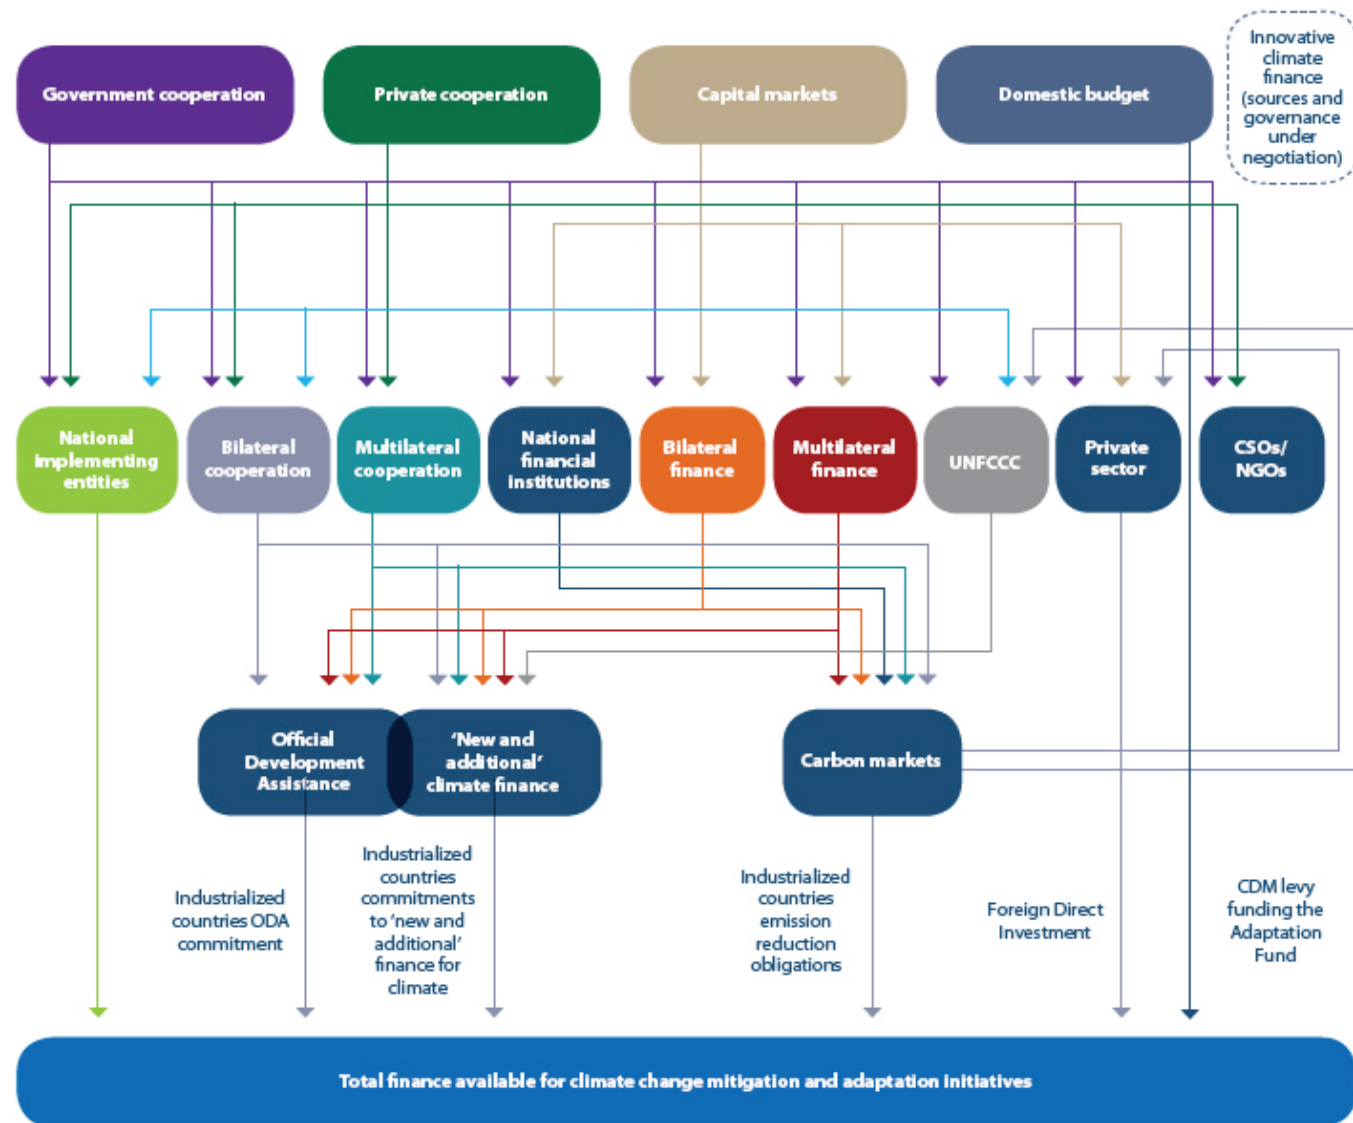 Government cooperation
Private cooperation
Capital markets
Domestic budget
Innovative
climate
finance
(sources and
governance
under
negotiation)
National
implementing
entities
Bilateral
cooperation
Multilateral
cooperation
National
financial
institutions
Bilateral
finance
Multilateral
finance
UNFCCC
Private
sector
CSOs/
NGOs
Official
Development
Assistance
‘New and
additional’
climate finance
Carbon markets
Industrialized
countries ODA
commitment
Industrialized
countries
commitments
to ‘new and
additional’
finance for
climate
Industrialized
countries
emission
reduction
obligations
Foreign Direct
Investment
CDM levy
funding the
Adaptation
Fund
Total finance available for climate change mitigation and adaptation initiatives